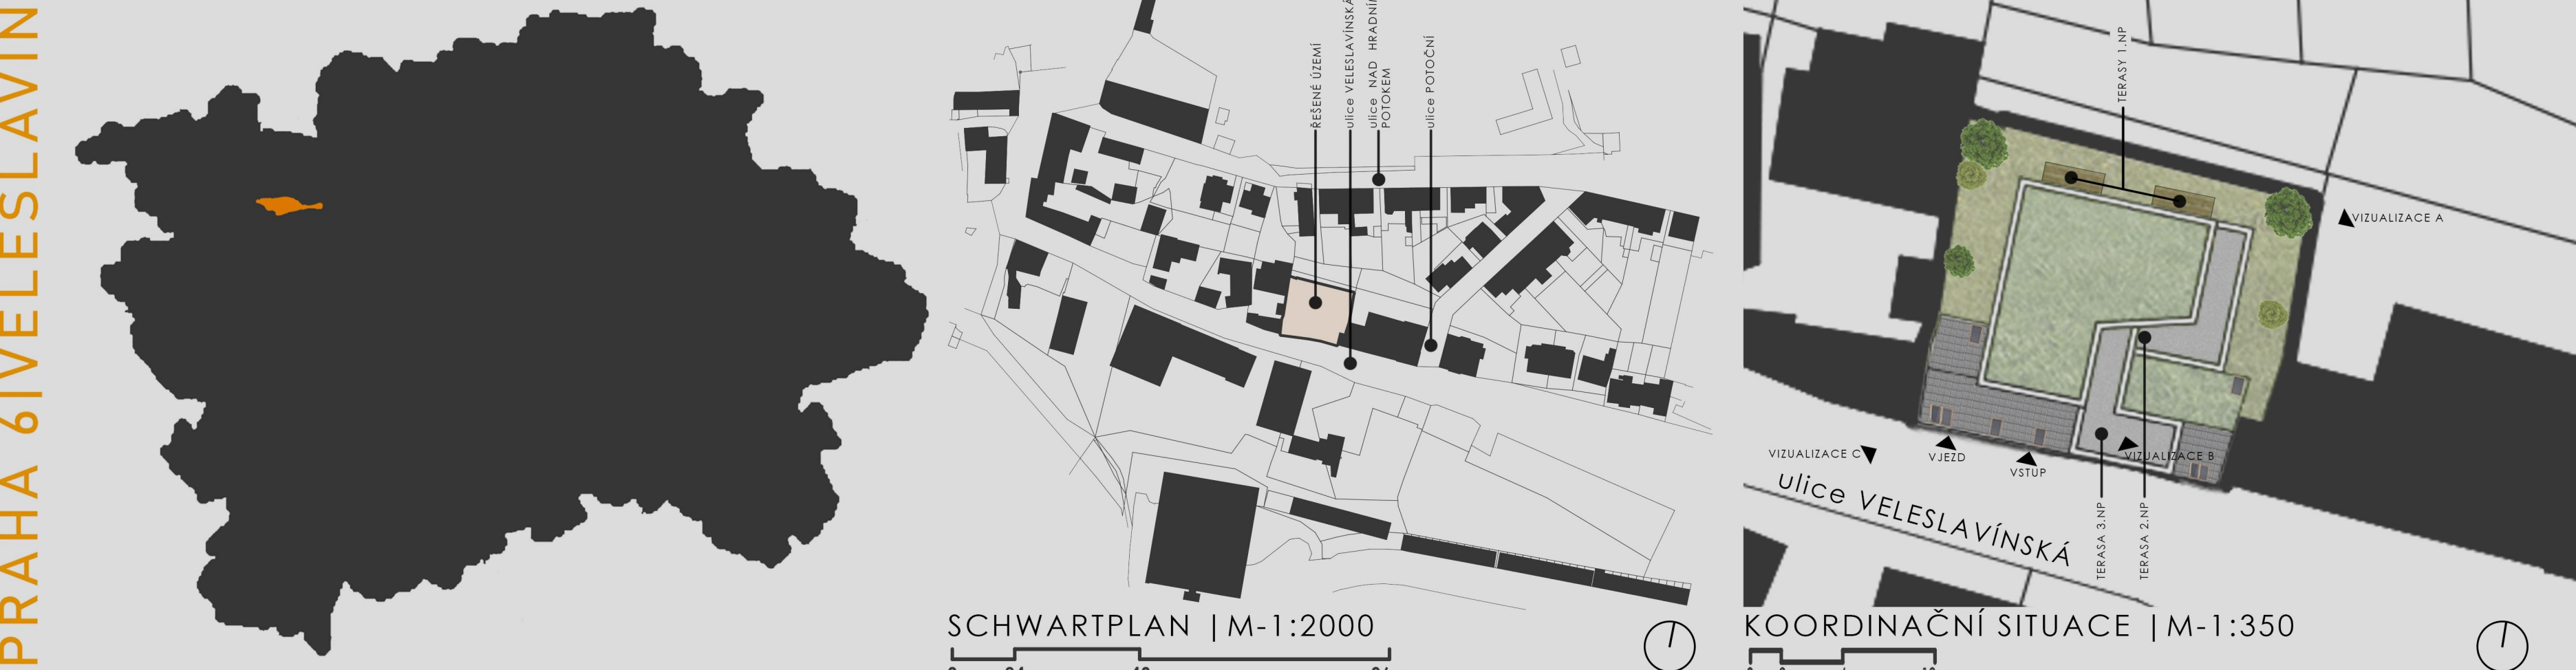 PRAHA 6|VELESLAVÍN
ŘEŠENÉ ÚZEMÍ
ulice VELESLAVÍNSKÁ
ulice NAD HRADNÍM
POTOKEM
ulice POTOČNÍ
SCHWARTPLAN | M-1:2000
TERASY 1.NP
VIZUALIZACE A
VIZUALIZACE C
VJEZD
VSTUP
VIZUALIZACE B
ulice VELESLAVÍNSKÁ
TERASA 3.NP
TERASA 2.NP
KOORDINAČNÍ SITUACE | M-1:350